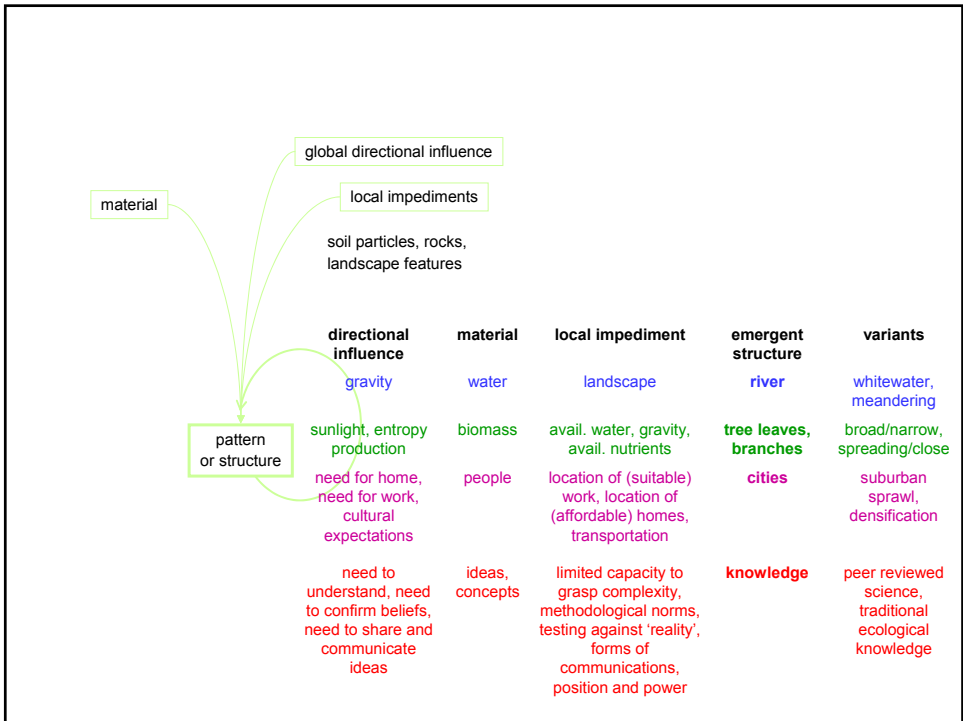 global directional influence
local impediments
material
soil particles, rocks,
landscape features
directional
influence
material
local impediment
emergent
structure
variants
gravity
water
landscape
river
whitewater,
meandering
pattern
or structure
sunlight, entropy
production
biomass
avail. water, gravity,
avail. nutrients
tree leaves,
branches
broad/narrow,
spreading/close
need for home,
need for work,
cultural
expectations
people
location of (suitable)
work, location of
(affordable) homes,
transportation
cities
suburban
sprawl,
densification
need to
understand, need
to confirm beliefs,
need to share and
communicate
ideas
ideas,
concepts
limited capacity to
grasp complexity,
methodological norms,
testing against ‘reality’,
forms of
communications,
position and power
knowledge
peer reviewed
science,
traditional
ecological
knowledge